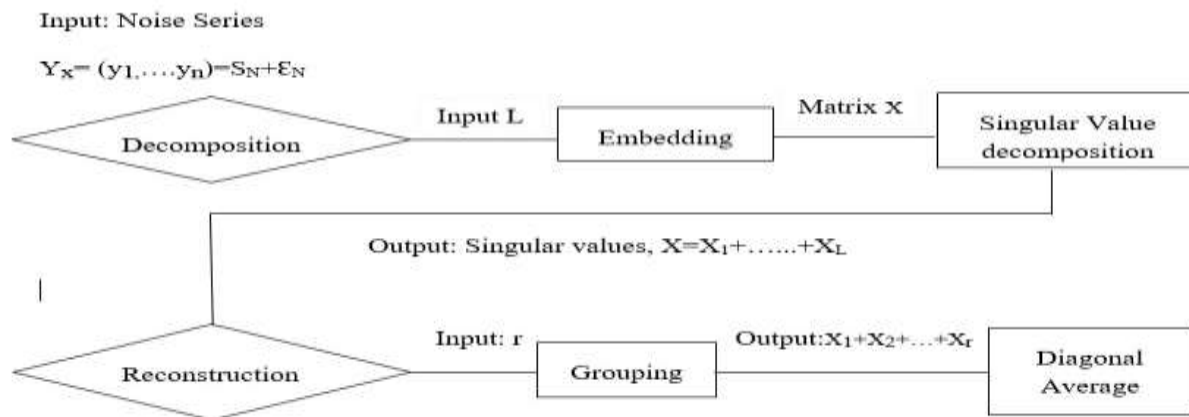 Input: Noise Series
Yx= (y1,....yn)=SN+ƐN
Decomposition
Input L
Embedding
Matrix X
Singular Value
decomposition
Output: Singular values, X=X1+......+XL
Reconstruction
Input: r
Grouping
Output:X1+X2+...+Xr
Diagonal
Average